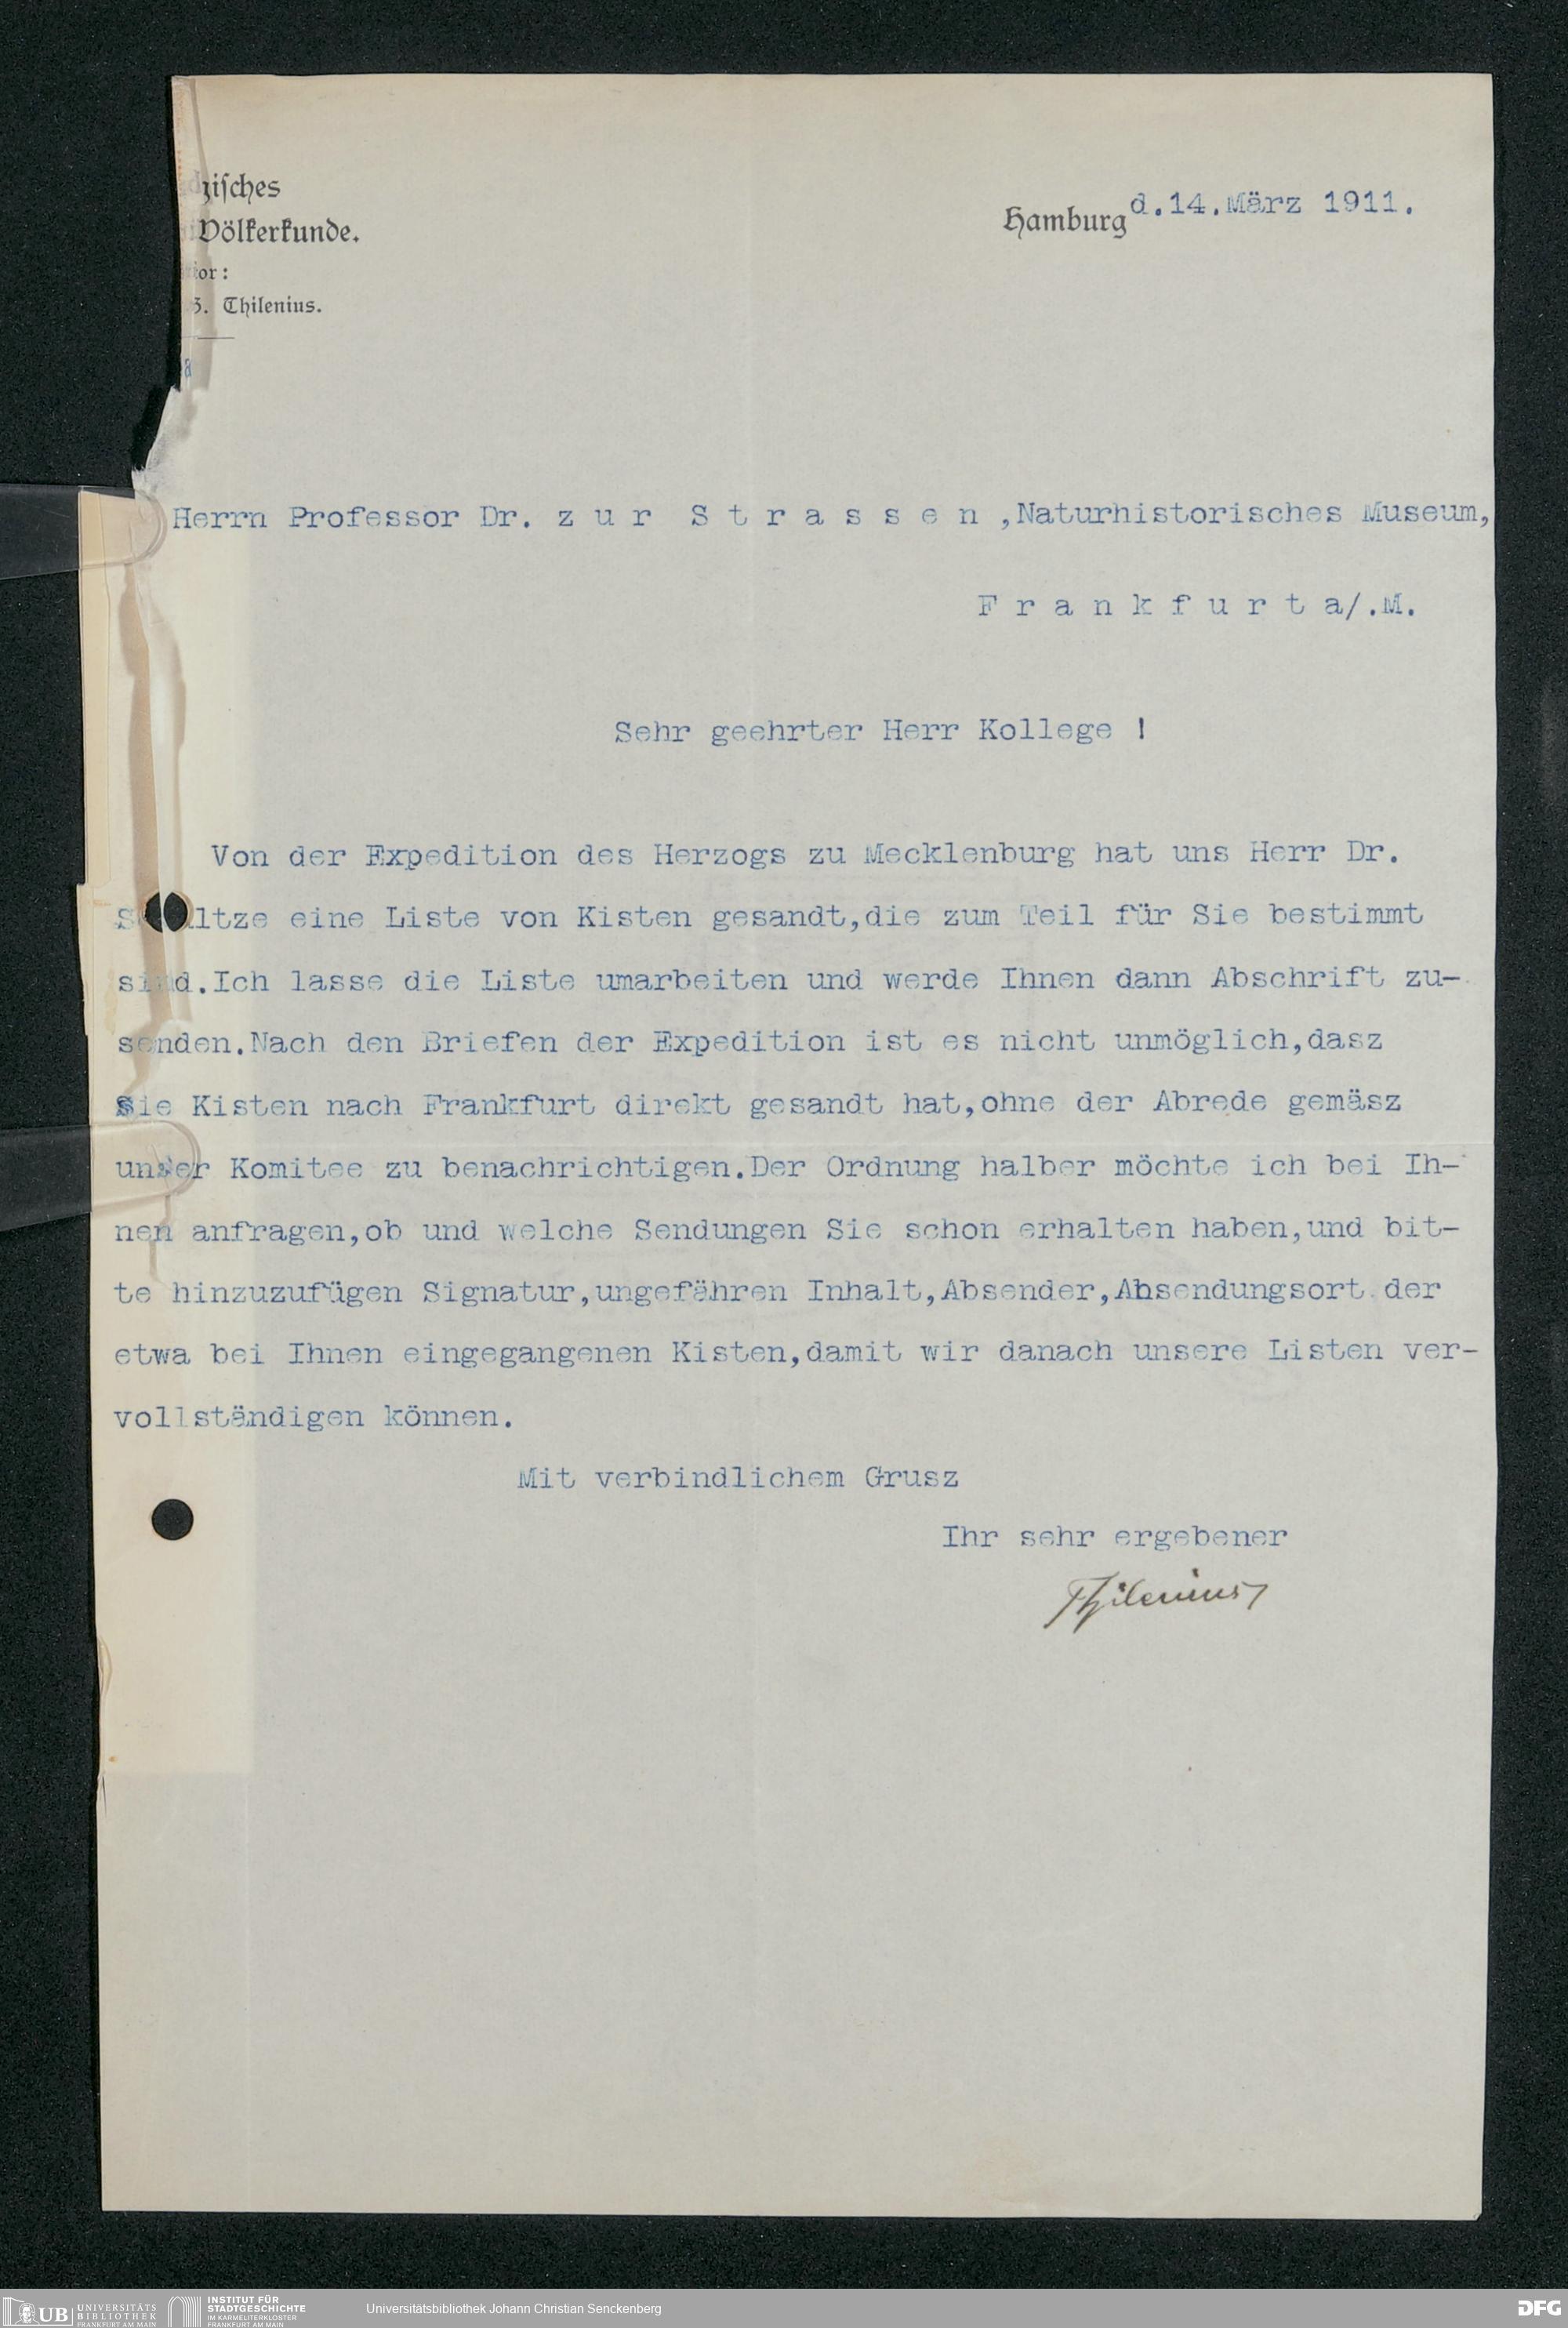 gisches
Völkerkunde.
tor:
G. Thilenius.
Hamburg d.14.März 1911.
Herrn Professor Dr. z u r S t r a s s e n ,Naturhistorisches Museum,
F r a n k f u r t a/.M.
Sehr geehrter Herr Kollege !
Von der Expedition des Herzogs zu Mecklenburg hat uns Herr Dr.
eine Liste von Kisten gesandt,die zum Teil für Sie bestimmt
sind.Ich lasse die Liste umarbeiten und werde Ihnen dann Abschrift zu-
senden.Nach den Briefen der Expedition ist es nicht unmöglich,dasz
sie Kisten nach Frankfurt direkt gesandt hat,ohne der Abrede gemäsz
unser Komitee zu benachrichtigen.Der Ordnung halber möchte ich bei Ih-
nen anfragen,ob und welche Sendungen Sie schon erhalten haben,und bit-
te hinzuzufügen Signatur,ungefähren Inhalt,Absender,Absendungsort der
etwa bei Ihnen eingegangenen Kisten,damit wir danach unsere Listen ver-
vollständigen können.
Mit verbindlichem Grusz
Ihr sehr ergebener
Thilenius
UB UNIVERSITÄTS
BIBLIOTHEK
FRANKFURT AM MAIN
INSTITUT FÜR
STADTGESCHICHTE
IM KARMELITERKLOSTER
FRANKFURT AM MAIN
Universitätsbibliothek Johann Christian Senckenberg
DFG